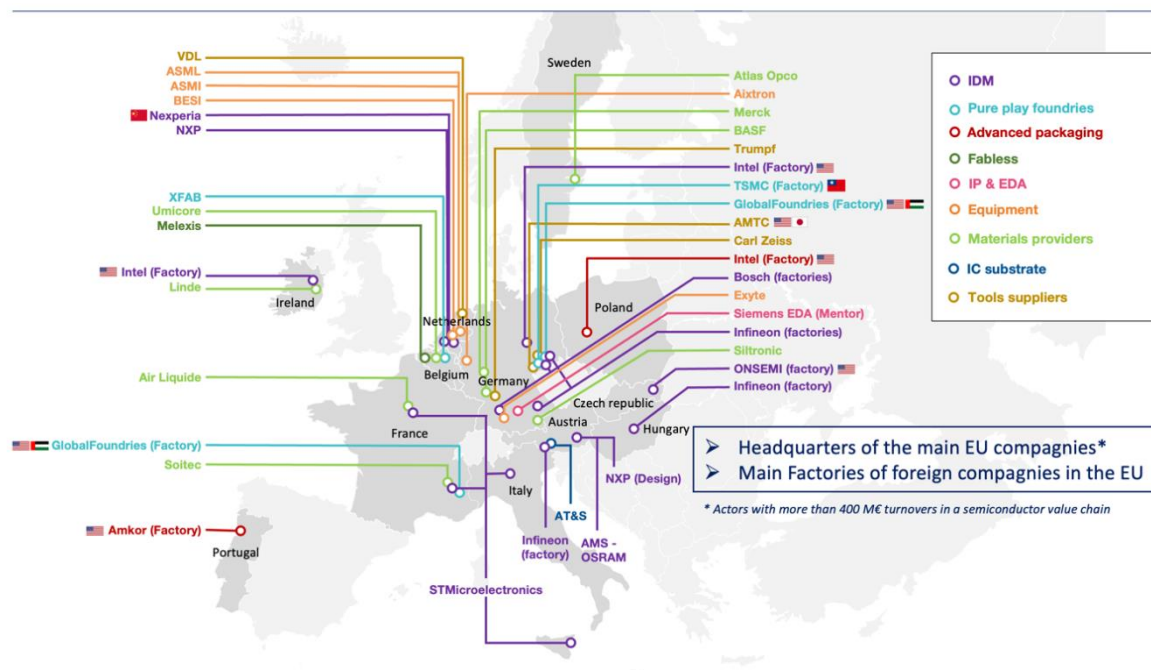 VDL
ASML
ASMI
BESI
Nexperia
NXP
XFAB
Umicore
Melexis
Intel (Factory)
Linde
Ireland
Air Liquide
GlobalFoundries (Factory)
Soitec
Amkor (Factory)
Portugal
Sweden
Netherlands
Belgium
Germany
Poland
Czech republic
Austria
Hungary
France
Italy
STMicroelectronics
Infineon
(factory)
AT&S
AMS -
OSRAM
NXP (Design)
Atlas Opco
Aixtron
Merck
BASF
Trumpf
Intel (Factory)
TSMC (Factory)
GlobalFoundries (Factory)
AMTC
Carl Zeiss
Intel (Factory)
Bosch (factories)
Exyte
Siemens EDA (Mentor)
Infineon (factories)
Siltronic
ONSEMI (factory)
Infineon (factory)
IDM
Pure play foundries
Advanced packaging
Fabless
IP & EDA
Equipment
Materials providers
IC substrate
Tools suppliers
➢ Headquarters of the main EU compagnies*
➢ Main Factories of foreign compagnies in the EU
* Actors with more than 400 M€ turnovers in a semiconductor value chain